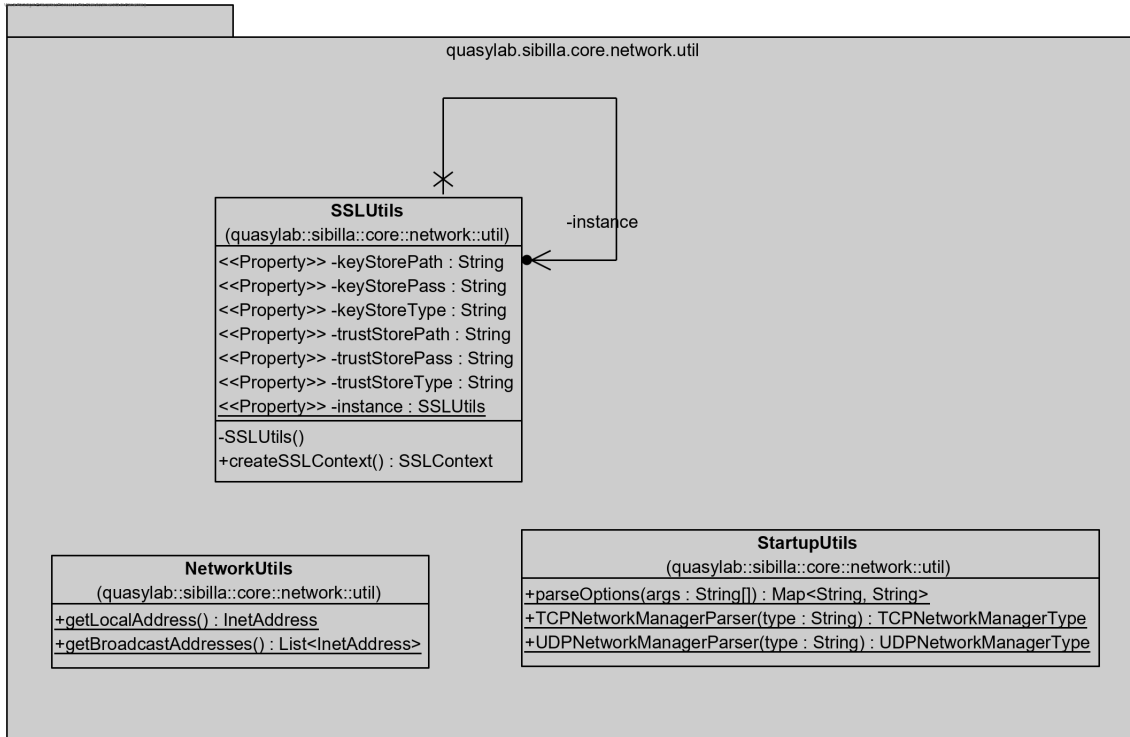 quasylab.sibilla.core.network.util
-instance
SSLUtils
(quasylab::sibilla::core::network::util)
<<Property>> -keyStorePath : String
<<Property>> -keyStorePass : String
<<Property>> -keyStoreType : String
<<Property>> -trustStorePath : String
<<Property>> -trustStorePass : String
<<Property>> -trustStoreType : String
<<Property>> -instance : SSLUtils
-SSLUtils()
+createSSLContext() : SSLContext
NetworkUtils
(quasylab::sibilla::core::network::util)
+getLocalAddress() : InetAddress
+getBroadcastAddresses() : List<InetAddress>
StartupUtils
(quasylab::sibilla::core::network::util)
+parseOptions(args : String[]) : Map<String, String>
+TCPNetworkManagerParser(type : String) : TCPNetworkManagerType
+UDPNetworkManagerParser(type : String) : UDPNetworkManagerType